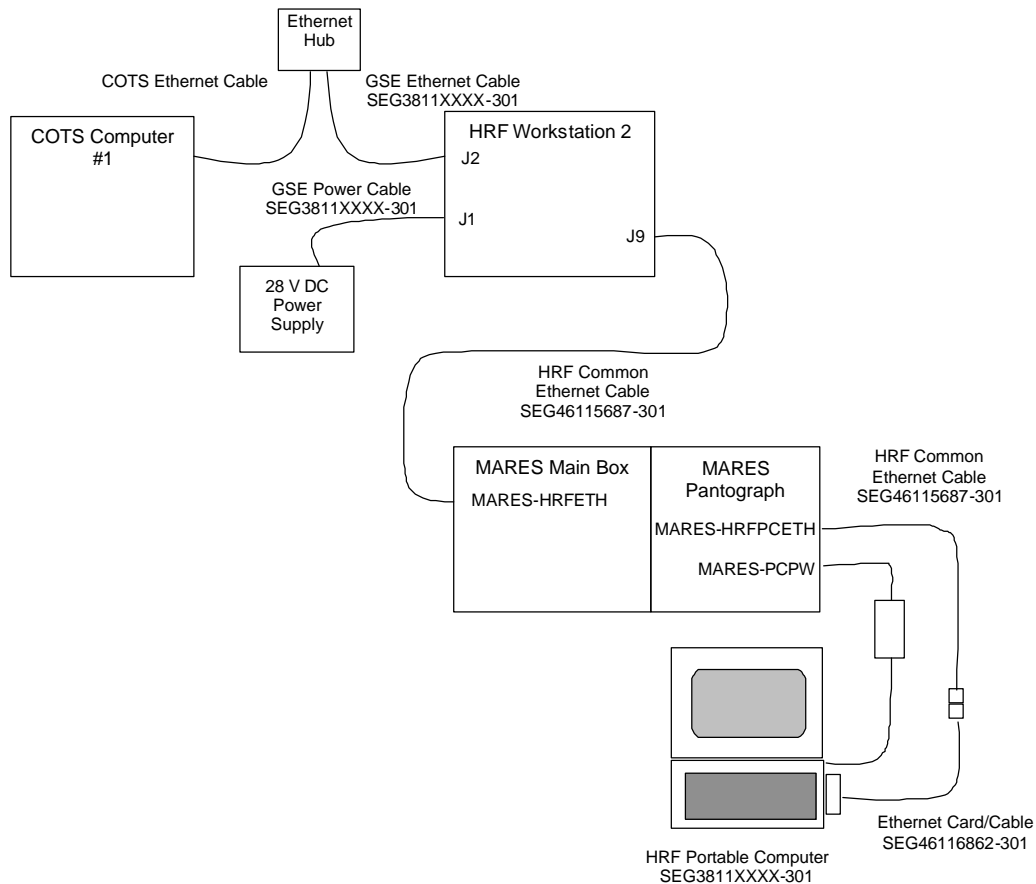 Ethernet
Hub
COTS Ethernet Cable
GSE Ethernet Cable
SEG3811XXXX-301
COTS Computer
#1
HRF Workstation 2
J2
GSE Power Cable
SEG3811XXXX-301
J1
J9
28 V DC
Power
Supply
HRF Common
Ethernet Cable
SEG46115687-301
MARES Main Box
MARES-HRFETH
MARES
Pantograph
MARES-HRFPCETH
MARES-PCPW
HRF Common
Ethernet Cable
SEG46115687-301
Ethernet Card/Cable
SEG46116862-301
HRF Portable Computer
SEG3811XXXX-301